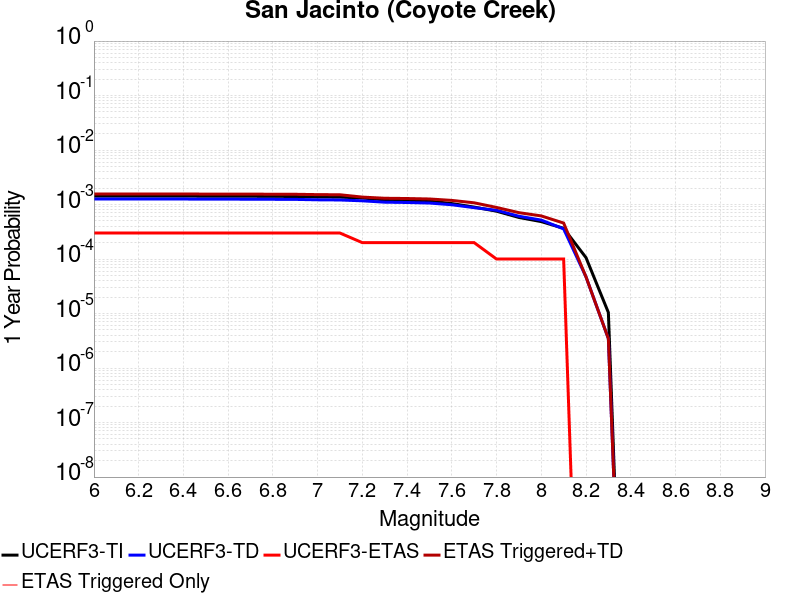 San Jacinto (Coyote Creek)
10^0
10^-1
10^-2
10^-3
10^-4
10^-5
10^-6
10^-7
10^-8
1 Year Probability
6 6.2 6.4 6.6 6.8 7 7.2 7.4 7.6 7.8 8 8.2 8.4 8.6 8.8 9
Magnitude
UCERF3-TI UCERF3-TD UCERF3-ETAS ETAS Triggered+TD
ETAS Triggered Only